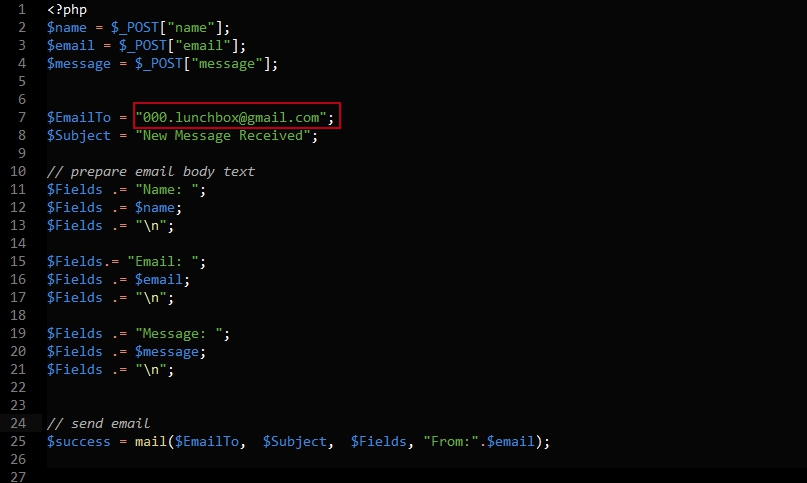 1 <?php
2 $name = $_POST["name"];
3 $email = $_POST["email"];
4 $message = $_POST["message"];
5
6
7 $EmailTo = "000.lunchbox@gmail.com";
8 $Subject = "New Message Received";
9
10 // prepare email body text
11 $Fields .= "Name: ";
12 $Fields .= $name;
13 $Fields .= "\n";
14
15 $Fields.= "Email: ";
16 $Fields .= $email;
17 $Fields .= "\n";
18
19 $Fields .= "Message: ";
20 $Fields .= $message;
21 $Fields .= "\n";
22
23
24 // send email
25 $success = mail($EmailTo,  $Subject,  $Fields, "From:".$email);
26
27